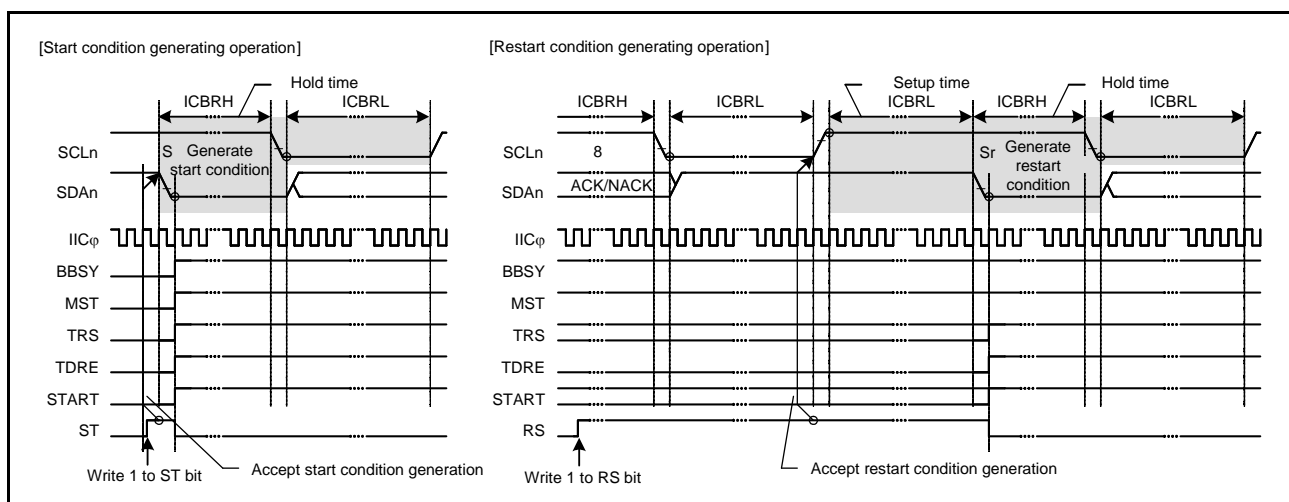 [Start condition generating operation]
Hold time
ICBRH
ICBRL
SCLn
S
Generate
start condition
SDAn
IICφ
BBSY
MST
TRS
TDRE
START
ST
Write 1 to ST bit
Accept start condition generation
[Restart condition generating operation]
Setup time
Hold time
ICBRH
ICBRL
ICBRL
ICBRH
ICBRL
SCLn
8
Sr
Generate
restart
condition
SDAn
ACK/NACK
IICφ
BBSY
MST
TRS
TDRE
START
RS
Write 1 to RS bit
Accept restart condition generation